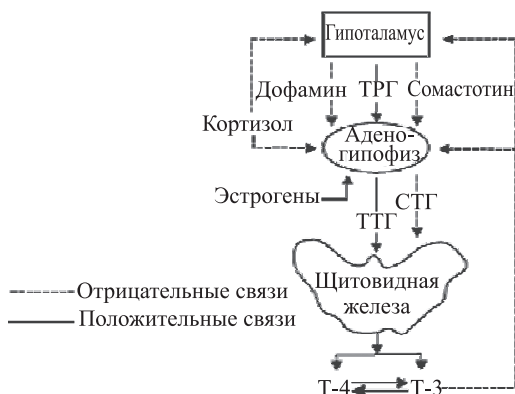 Гипоталамус
Дофамин ТРГ Сомастотин
Кортизол
Адено-
гипофиз
Эстрогены
ТТГ СТГ
Щитовидная
железа
Отрицательные связи
Положительные связи
Т-4 Т-3